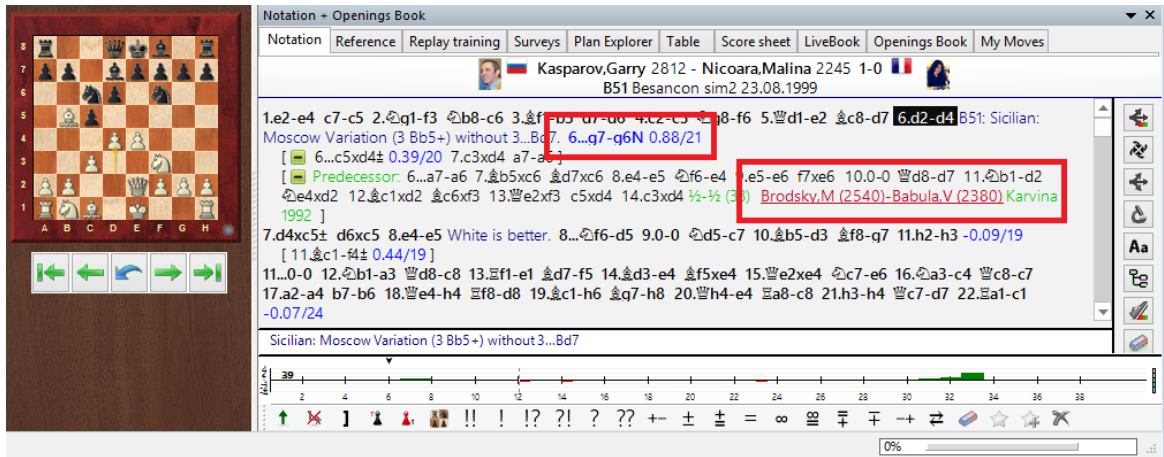 Notation + Openings Book
Notation Reference Replay training Surveys Plan Explorer Table Score sheet LiveBook Openings Book My Moves
Kasparov,Garry 2812 - Nicoara,Malina 2245 1-0
B51 Besancon sim2 23.08.1999
1.e2-e4 c7-c5 2.♘g1-f3 ♘b8-c6 3.♗f1-b5 d7-d6 4.c2-c3 ♘g8-f6 5.♕d1-e2 ♗c8-d7 6.d2-d4 B51: Sicilian:
Moscow Variation (3 Bb5+) without 3...Bd7. 6...g7-g6N 0.88/21
[ 6...c5xd4± 0.39/20 7.c3xd4 a7-a6 ]
[ Predecessor: 6...a7-a6 7.♗b5xc6 ♗d7xc6 8.e4-e5 ♘f6-e4 9.e5-e6 f7xe6 10.0-0 ♕d8-d7 11.♘b1-d2
♘e4xd2 12.♗c1xd2 ♗c6xf3 13.♕e2xf3 c5xd4 14.c3xd4 ½-½ (33) Brodsky,M (2540)-Babula,V (2380) Karvina
1992 ]
7.d4xc5± d6xc5 8.e4-e5 White is better. 8...♘f6-d5 9.0-0 ♘d5-c7 10.♗b5-d3 ♗f8-g7 11.h2-h3 -0.09/19
[ 11.♗c1-f4± 0.44/19 ]
11...0-0 12.♘b1-a3 ♕d8-c8 13.♖f1-e1 ♗d7-f5 14.♗d3-e4 ♗f5xe4 15.♕e2xe4 ♘c7-e6 16.♘a3-c4 ♕c8-c7
17.a2-a4 b7-b6 18.♕e4-h4 ♖f8-d8 19.♗c1-h6 ♗g7-h8 20.♕h4-e4 ♖a8-c8 21.h3-h4 ♕c7-d7 22.♖a1-c1
-0.07/24
Sicilian: Moscow Variation (3 Bb5+) without 3...Bd7
39
2 4 6 8 10 12 14 16 18 20 22 24 26 28 30 32 34 36 38
] !! ! !? ?! ? ?? +- ± ⩲ = ∞ ⩱ ∓ -+ ⇄
0%
8
7
6
5
4
3
2
1
A B C D E F G H
Aa